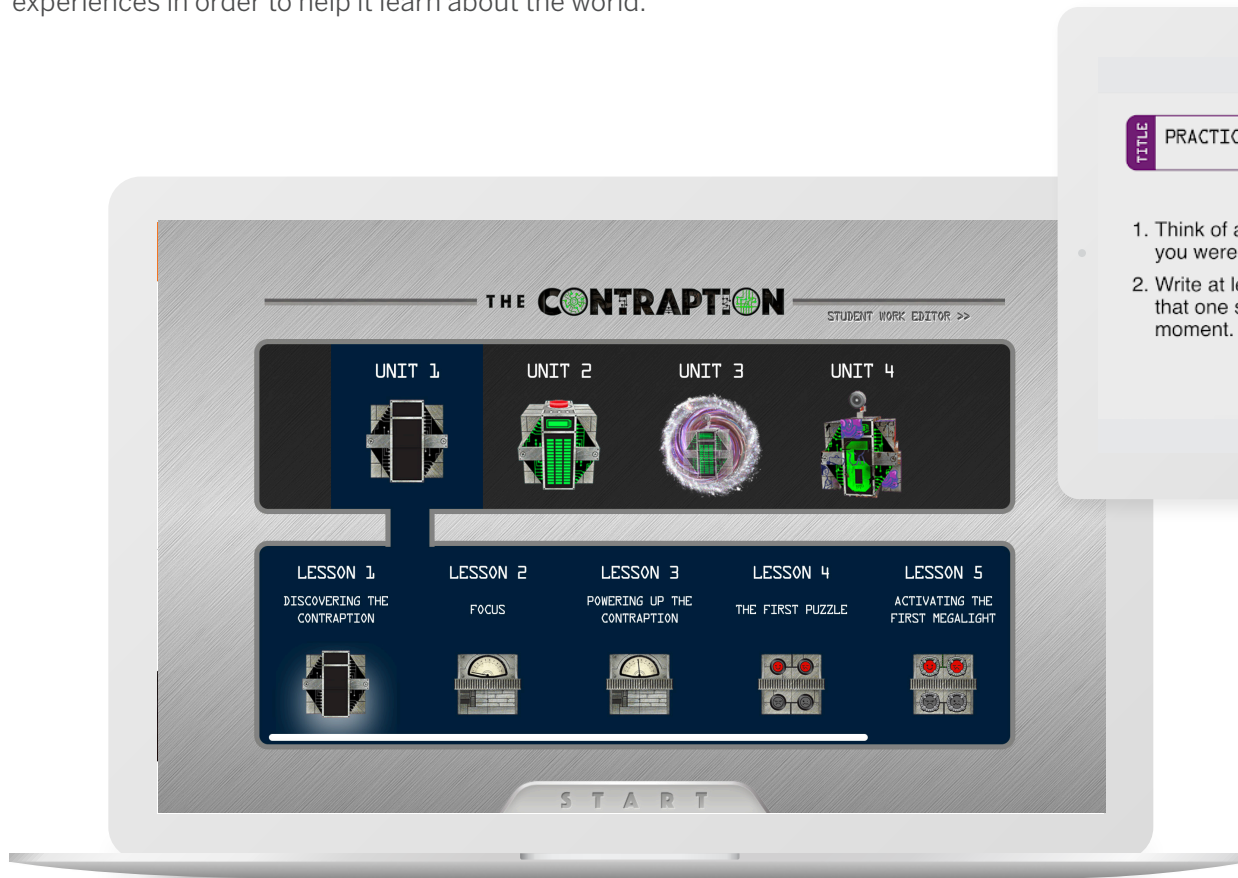 experiences in order to help it learn about the world.
TITLE
PRACTIC
1. Think of a
you were
2. Write at le
that one s
moment.
THE CONTRAPTION
STUDENT WORK EDITOR >>
UNIT 1
UNIT 2
UNIT 3
UNIT 4
6
LESSON 1
DISCOVERING THE
CONTRAPTION
LESSON 2
FOCUS
LESSON 3
POWERING UP THE
CONTRAPTION
LESSON 4
THE FIRST PUZZLE
LESSON 5
ACTIVATING THE
FIRST MEGALIGHT
START